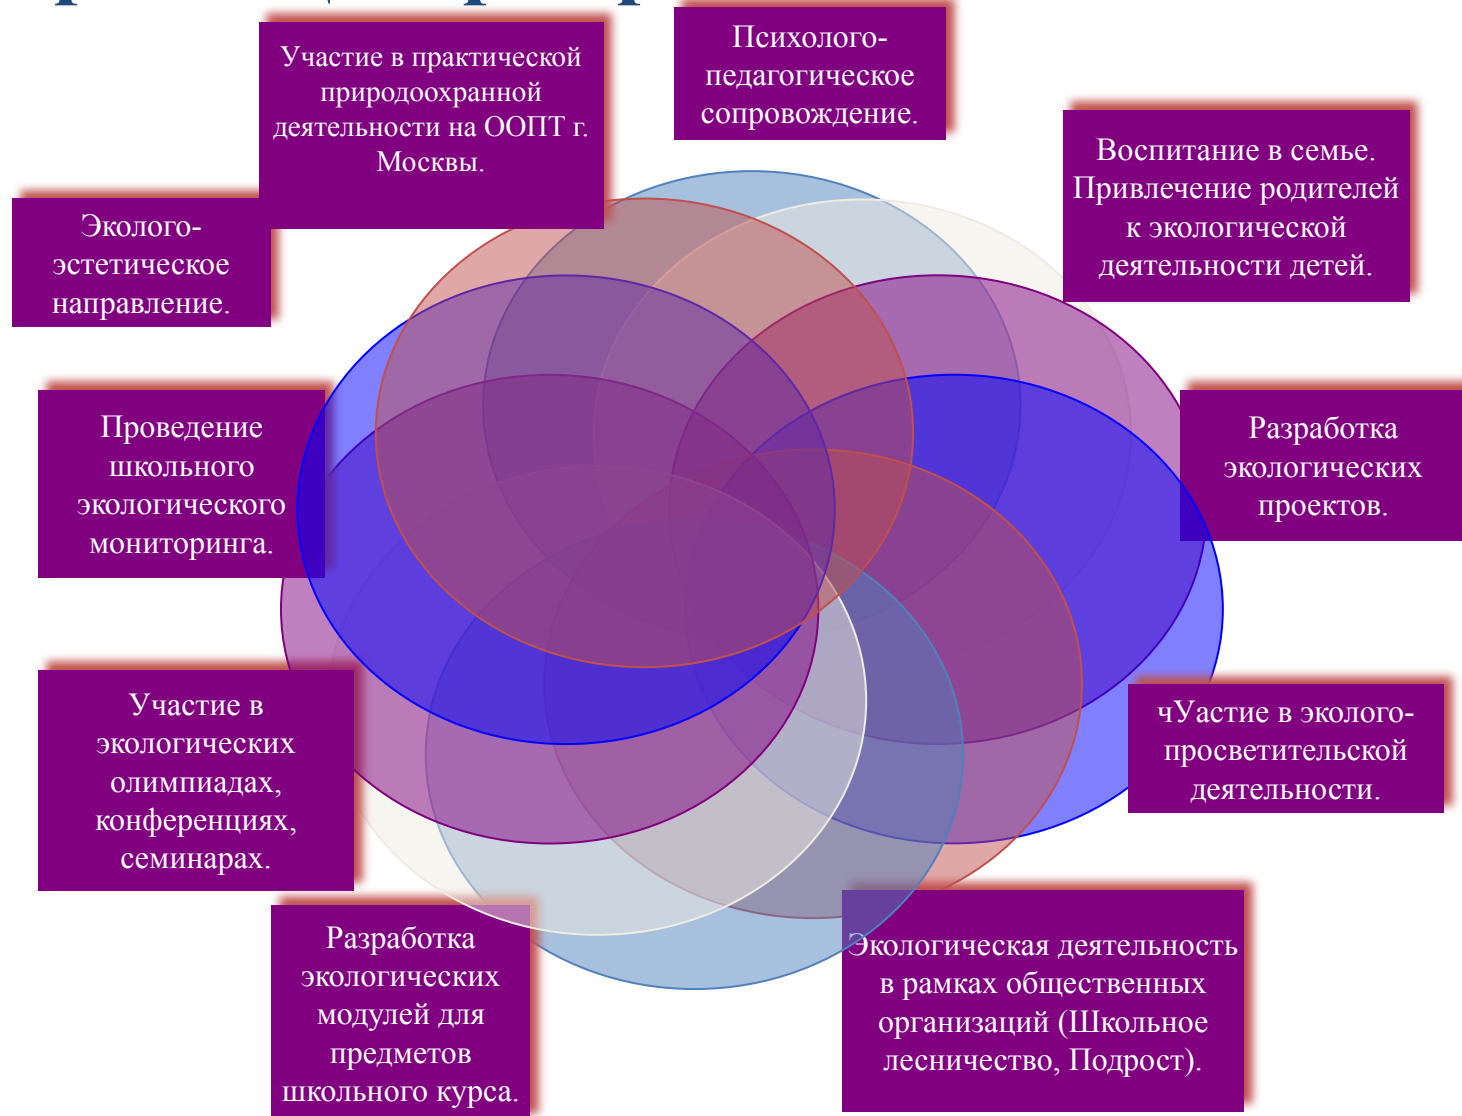 Участие в практической
природоохранной
деятельности на ООПТ г.
Москвы.
Психолого-
педагогическое
сопровождение.
Воспитание в семье.
Привлечение родителей
к экологической
деятельности детей.
Эколого-
эстетическое
направление.
Проведение
школьного
экологического
мониторинга.
Разработка
экологических
проектов.
Участие в
экологических
олимпиадах,
конференциях,
семинарах.
чУастие в эколого-
просветительской
деятельности.
Разработка
экологических
модулей для
предметов
школьного курса.
Экологическая деятельность
в рамках общественных
организаций (Школьное
лесничество, Подрост).